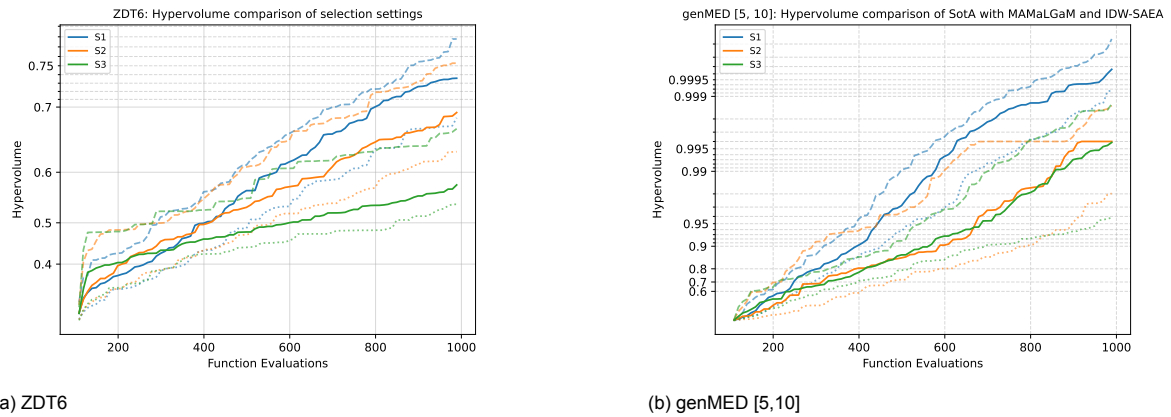 ZDT6: Hypervolume comparison of selection settings
S1
S2
S3
0.75
0.7
0.6
0.5
0.4
Hypervolume
200
400
600
800
1000
Function Evaluations
a) ZDT6
genMED [5, 10]: Hypervolume comparison of SotA with MAMaLGaM and IDW-SAEA
S1
S2
S3
0.9995
0.999
0.995
0.99
0.95
0.9
0.8
0.7
0.6
Hypervolume
200
400
600
800
1000
Function Evaluations
(b) genMED [5,10]